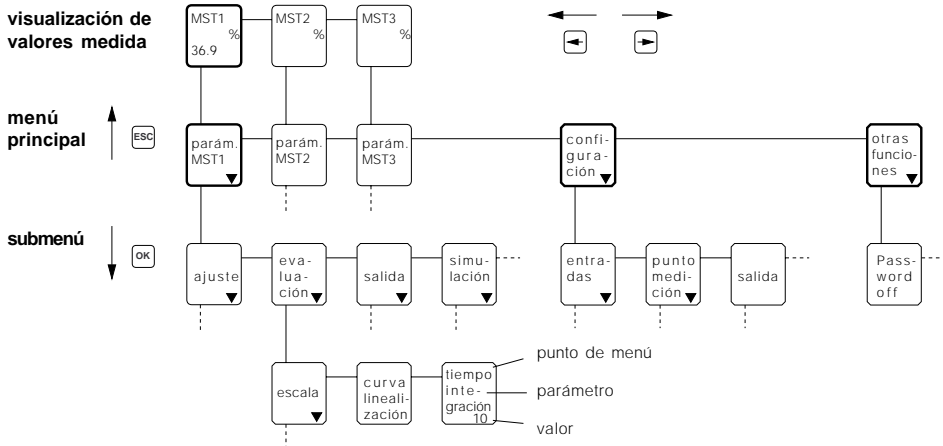 visualización de
valores medida
MST1
%
36.9
MST2
%
MST3
%
menú
principal
ESC
parám.
MST1
parám.
MST2
parám.
MST3
confi-
gura-
ción
otras
funcio-
nes
submenú
OK
ajuste
eva-
lua-
ción
salida
simu-
lación
entra-
das
punto
medi-
ción
salida
Pass-
word
off
escala
curva
lineali-
zación
tiempo
inte-
gración
10
punto de menú
parámetro
valor